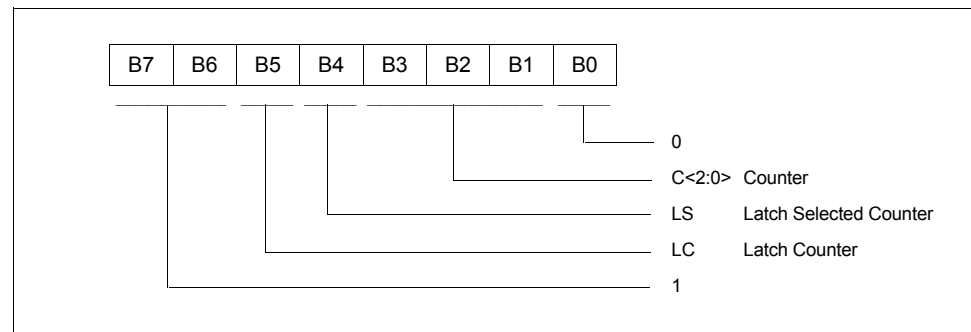 B7 B6 B5 B4 B3 B2 B1 B0
0
C<2:0> Counter
LS Latch Selected Counter
LC Latch Counter
1